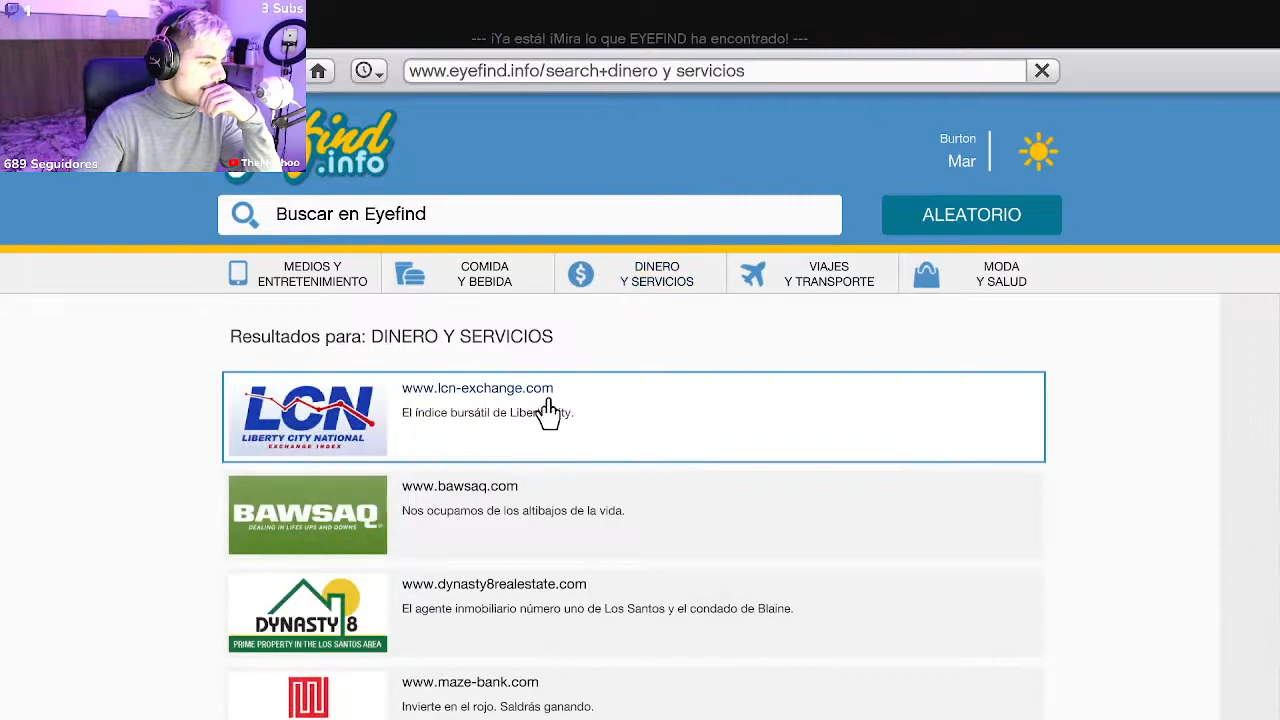 1
3 Subs
689 Seguidores
--- ¡Ya está! ¡Mira lo que EYEFIND ha encontrado! ---
www.eyefind.info/search+dinero y servicios
find
.info
Burton
Mar
Buscar en Eyefind
ALEATORIO
MEDIOS Y
ENTRETENIMIENTO
COMIDA
Y BEBIDA
DINERO
Y SERVICIOS
VIAJES
Y TRANSPORTE
MODA
Y SALUD
Resultados para: DINERO Y SERVICIOS
LCN
LIBERTY CITY NATIONAL
EXCHANGE INDEX
www.lcn-exchange.com
El índice bursátil de Liberty City.
BAWSAQ
DEALING IN LIFES UPS AND DOWNS
www.bawsaq.com
Nos ocupamos de los altibajos de la vida.
DYNASTY 8
PRIME PROPERTY IN THE LOS SANTOS AREA
www.dynasty8realestate.com
El agente inmobiliario número uno de Los Santos y el condado de Blaine.
www.maze-bank.com
Invierte en el rojo. Saldrás ganando.